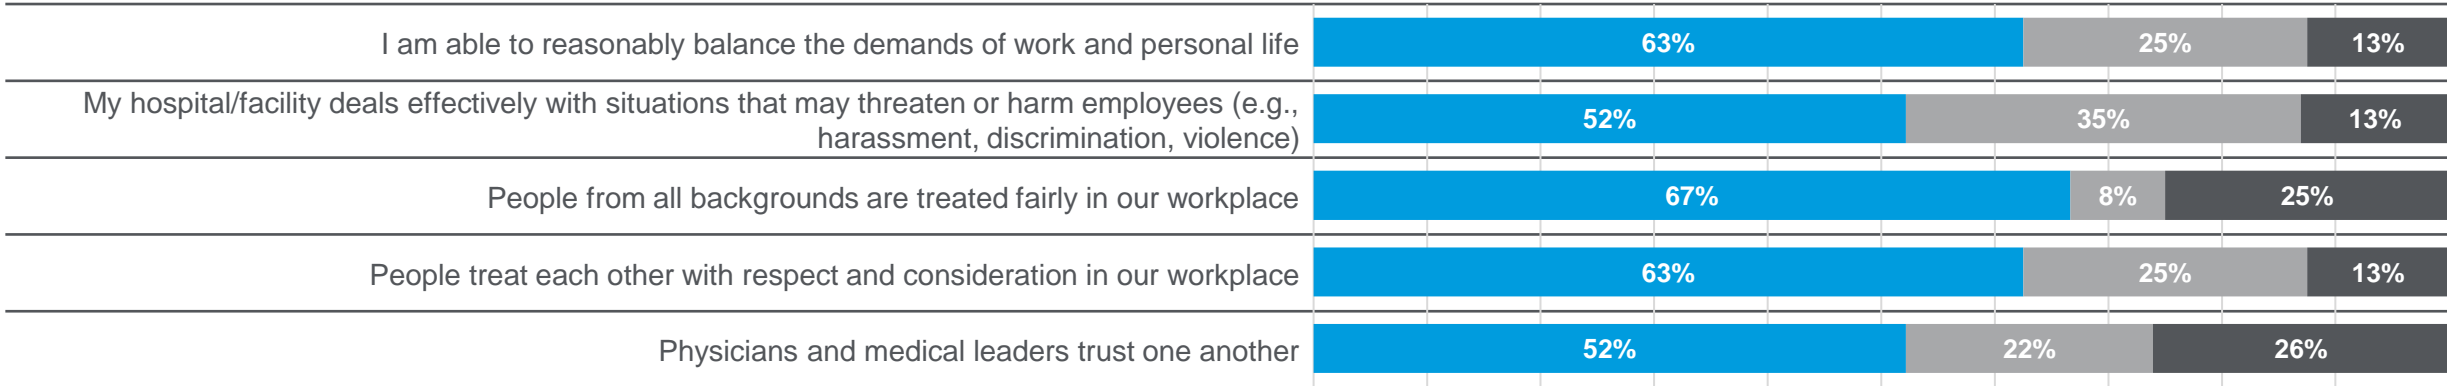 I am able to reasonably balance the demands of work and personal life 63% 25% 13%
My hospital/facility deals effectively with situations that may threaten or harm employees (e.g.,
harassment, discrimination, violence) 52% 35% 13%
People from all backgrounds are treated fairly in our workplace 67% 8% 25%
People treat each other with respect and consideration in our workplace 63% 25% 13%
Physicians and medical leaders trust one another 52% 22% 26%